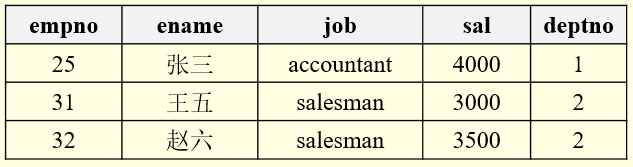 empno ename job sal deptno
25 张三 accountant 4000 1
31 王五 salesman 3000 2
32 赵六 salesman 3500 2